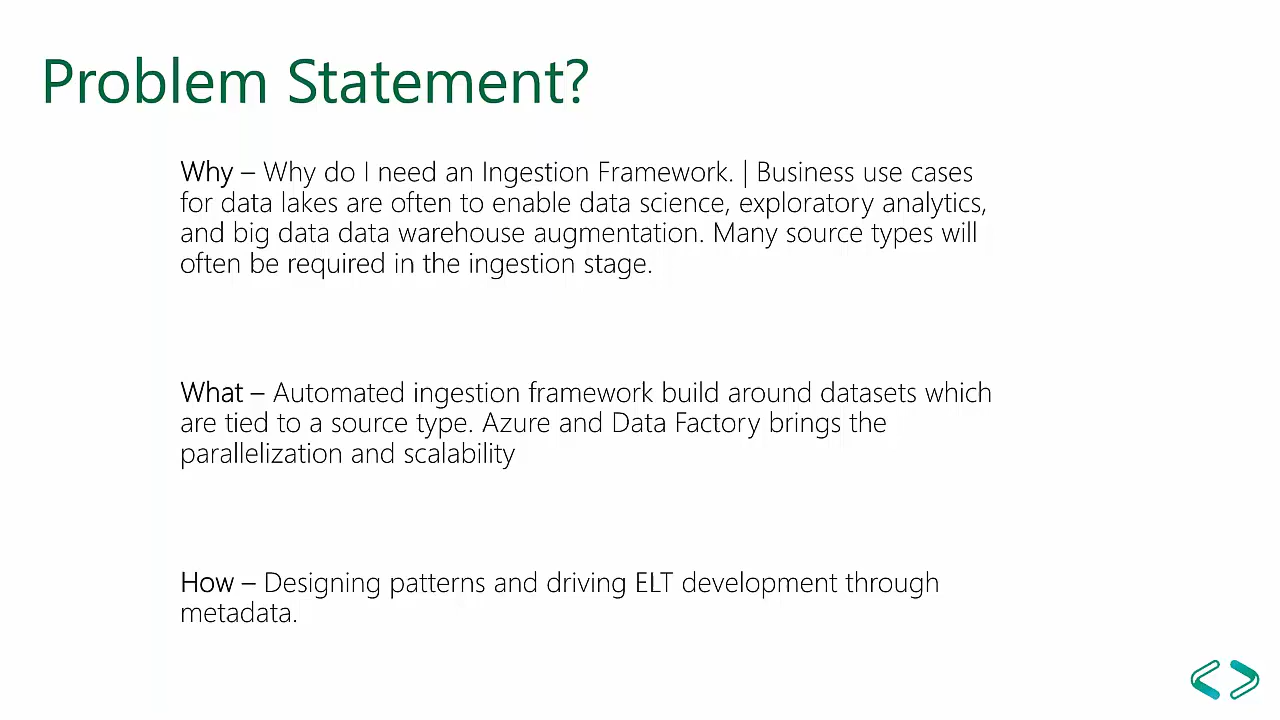 Problem Statement?
Why – Why do I need an Ingestion Framework. | Business use cases
for data lakes are often to enable data science, exploratory analytics,
and big data data warehouse augmentation. Many source types will
often be required in the ingestion stage.
What – Automated ingestion framework build around datasets which
are tied to a source type. Azure and Data Factory brings the
parallelization and scalability
How – Designing patterns and driving ELT development through
metadata.